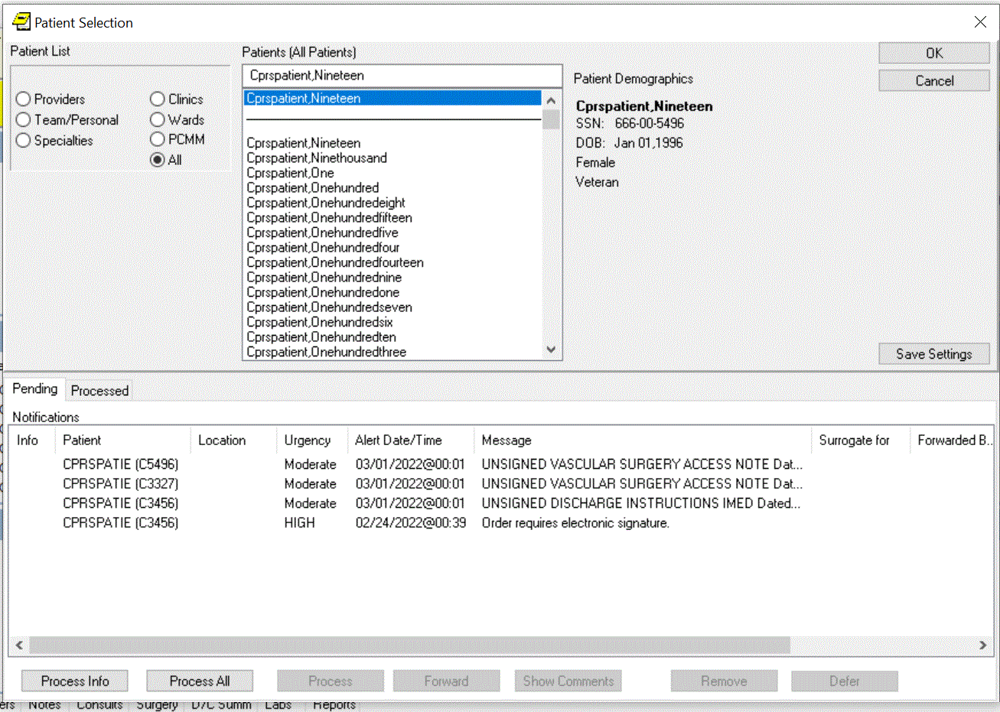 Patient Selection
Patient List
Providers
Team/Personal
Specialties
Clinics
Wards
PCMM
All
Patients (All Patients)
Cprspatient,Nineteen
Cprspatient,Nineteen
Cprspatient,Nineteen
Cprspatient,Ninethousand
Cprspatient,One
Cprspatient,Onehundred
Cprspatient,Onehundredeight
Cprspatient,Onehundredfifteen
Cprspatient,Onehundredfive
Cprspatient,Onehundredfour
Cprspatient,Onehundredfourteen
Cprspatient,Onehundrednine
Cprspatient,Onehundredone
Cprspatient,Onehundredseven
Cprspatient,Onehundredsix
Cprspatient,Onehundredten
Cprspatient,Onehundredthree
Patient Demographics
Cprspatient,Nineteen
SSN: 666-00-5496
DOB: Jan 01,1996
Female
Veteran
OK
Cancel
Save Settings
Pending Processed
Notifications
Info Patient Location Urgency Alert Date/Time Message Surrogate for Forwarded B...
CPRSPATIE (C5496) Moderate 03/01/2022@00:01 UNSIGNED VASCULAR SURGERY ACCESS NOTE Dat...
CPRSPATIE (C3327) Moderate 03/01/2022@00:01 UNSIGNED VASCULAR SURGERY ACCESS NOTE Dat...
CPRSPATIE (C3456) Moderate 03/01/2022@00:01 UNSIGNED DISCHARGE INSTRUCTIONS IMED Dated...
CPRSPATIE (C3456) HIGH 02/24/2022@00:39 Order requires electronic signature.
Process Info Process All Process Forward Show Comments Remove Defer
ers Notes Consults Surgery D/C Summ Labs Reports